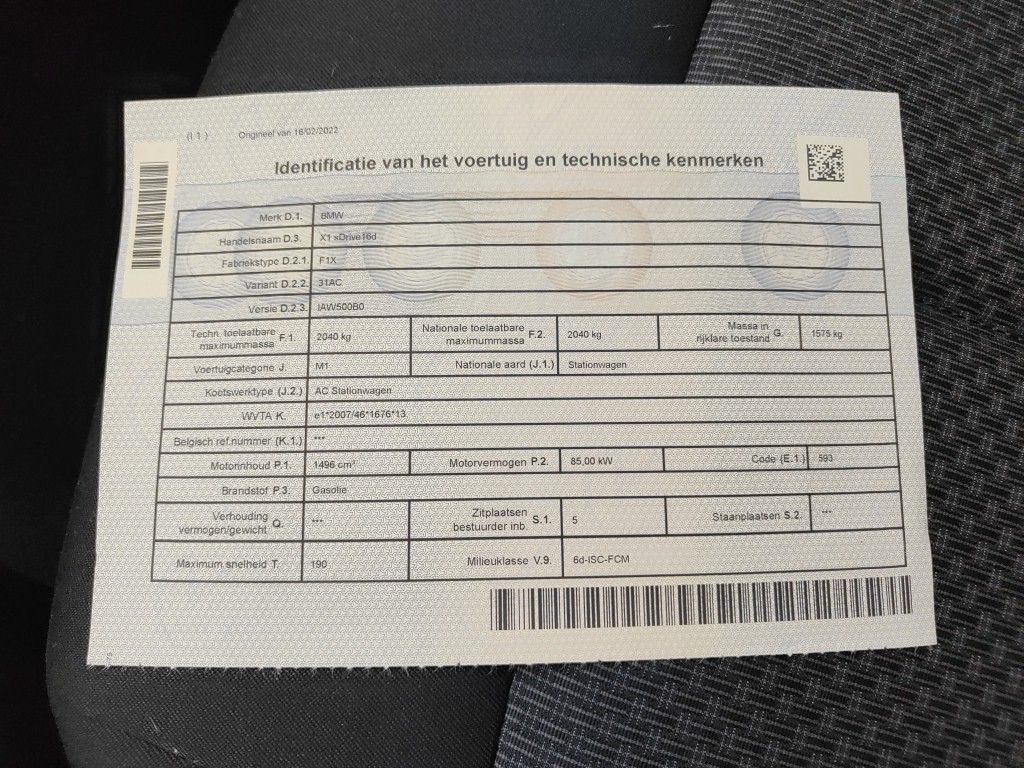 (I.1) Origineel van 16/02/2022
Identificatie van het voertuig en technische kenmerken
Merk D.1. BMW
Handelsnaam D.3. X1 sDrive16d
Fabriekstype D.2.1. F1X
Variant D.2.2. 31AC
Versie D.2.3. IAW500B0
Techn. toelaatbare maximummassa F.1. 2040 kg Nationale toelaatbare maximummassa F.2. 2040 kg Massa in rijklare toestand G. 1575 kg
Voertuigcategorie J. M1 Nationale aard (J.1.) Stationwagen
Koetswerktype (J.2.) AC Stationwagen
WVTA K. e1*2007/46*1676*13
Belgisch ref.nummer (K.1.) ***
Motorinhoud P.1. 1496 cm³ Motorvermogen P.2. 85,00 kW Code (E.1.) 593
Brandstof P.3. Gasolie
Verhouding vermogen/gewicht Q. *** Zitplaatsen bestuurder inb. S.1. 5 Staanplaatsen S.2. ***
Maximum snelheid T. 190 Milieuklasse V.9. 6d-ISC-FCM